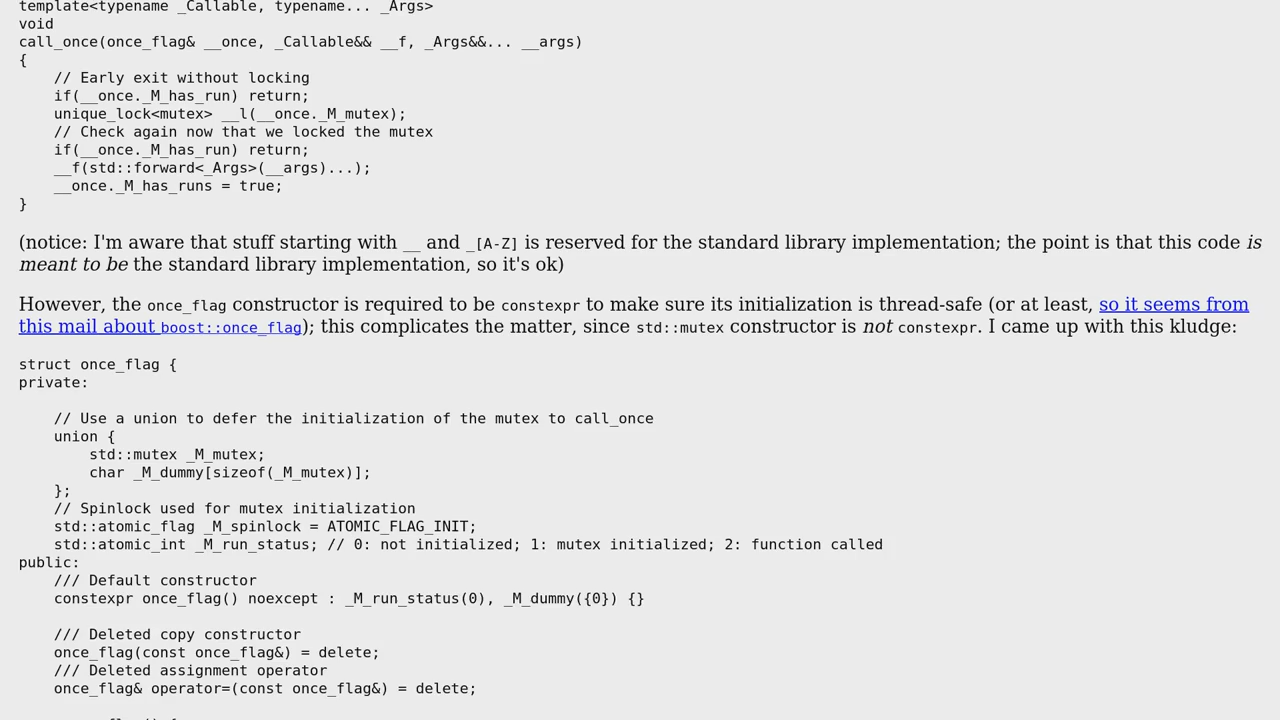 template<typename _Callable, typename... _Args>
void
call_once(once_flag& __once, _Callable&& __f, _Args&&... __args)
{
    // Early exit without locking
    if(__once._M_has_run) return;
    unique_lock<mutex> __l(__once._M_mutex);
    // Check again now that we locked the mutex
    if(__once._M_has_run) return;
    __f(std::forward<_Args>(__args)...);
    __once._M_has_runs = true;
}
(notice: I'm aware that stuff starting with __ and _[A-Z] is reserved for the standard library implementation; the point is that this code is
meant to be the standard library implementation, so it's ok)
However, the once_flag constructor is required to be constexpr to make sure its initialization is thread-safe (or at least, so it seems from
this mail about boost::once_flag); this complicates the matter, since std::mutex constructor is not constexpr. I came up with this kludge:
struct once_flag {
private:
    // Use a union to defer the initialization of the mutex to call_once
    union {
        std::mutex _M_mutex;
        char _M_dummy[sizeof(_M_mutex)];
    };
    // Spinlock used for mutex initialization
    std::atomic_flag _M_spinlock = ATOMIC_FLAG_INIT;
    std::atomic_int _M_run_status; // 0: not initialized; 1: mutex initialized; 2: function called
public:
    /// Default constructor
    constexpr once_flag() noexcept : _M_run_status(0), _M_dummy({0}) {}
    /// Deleted copy constructor
    once_flag(const once_flag&) = delete;
    /// Deleted assignment operator
    once_flag& operator=(const once_flag&) = delete;